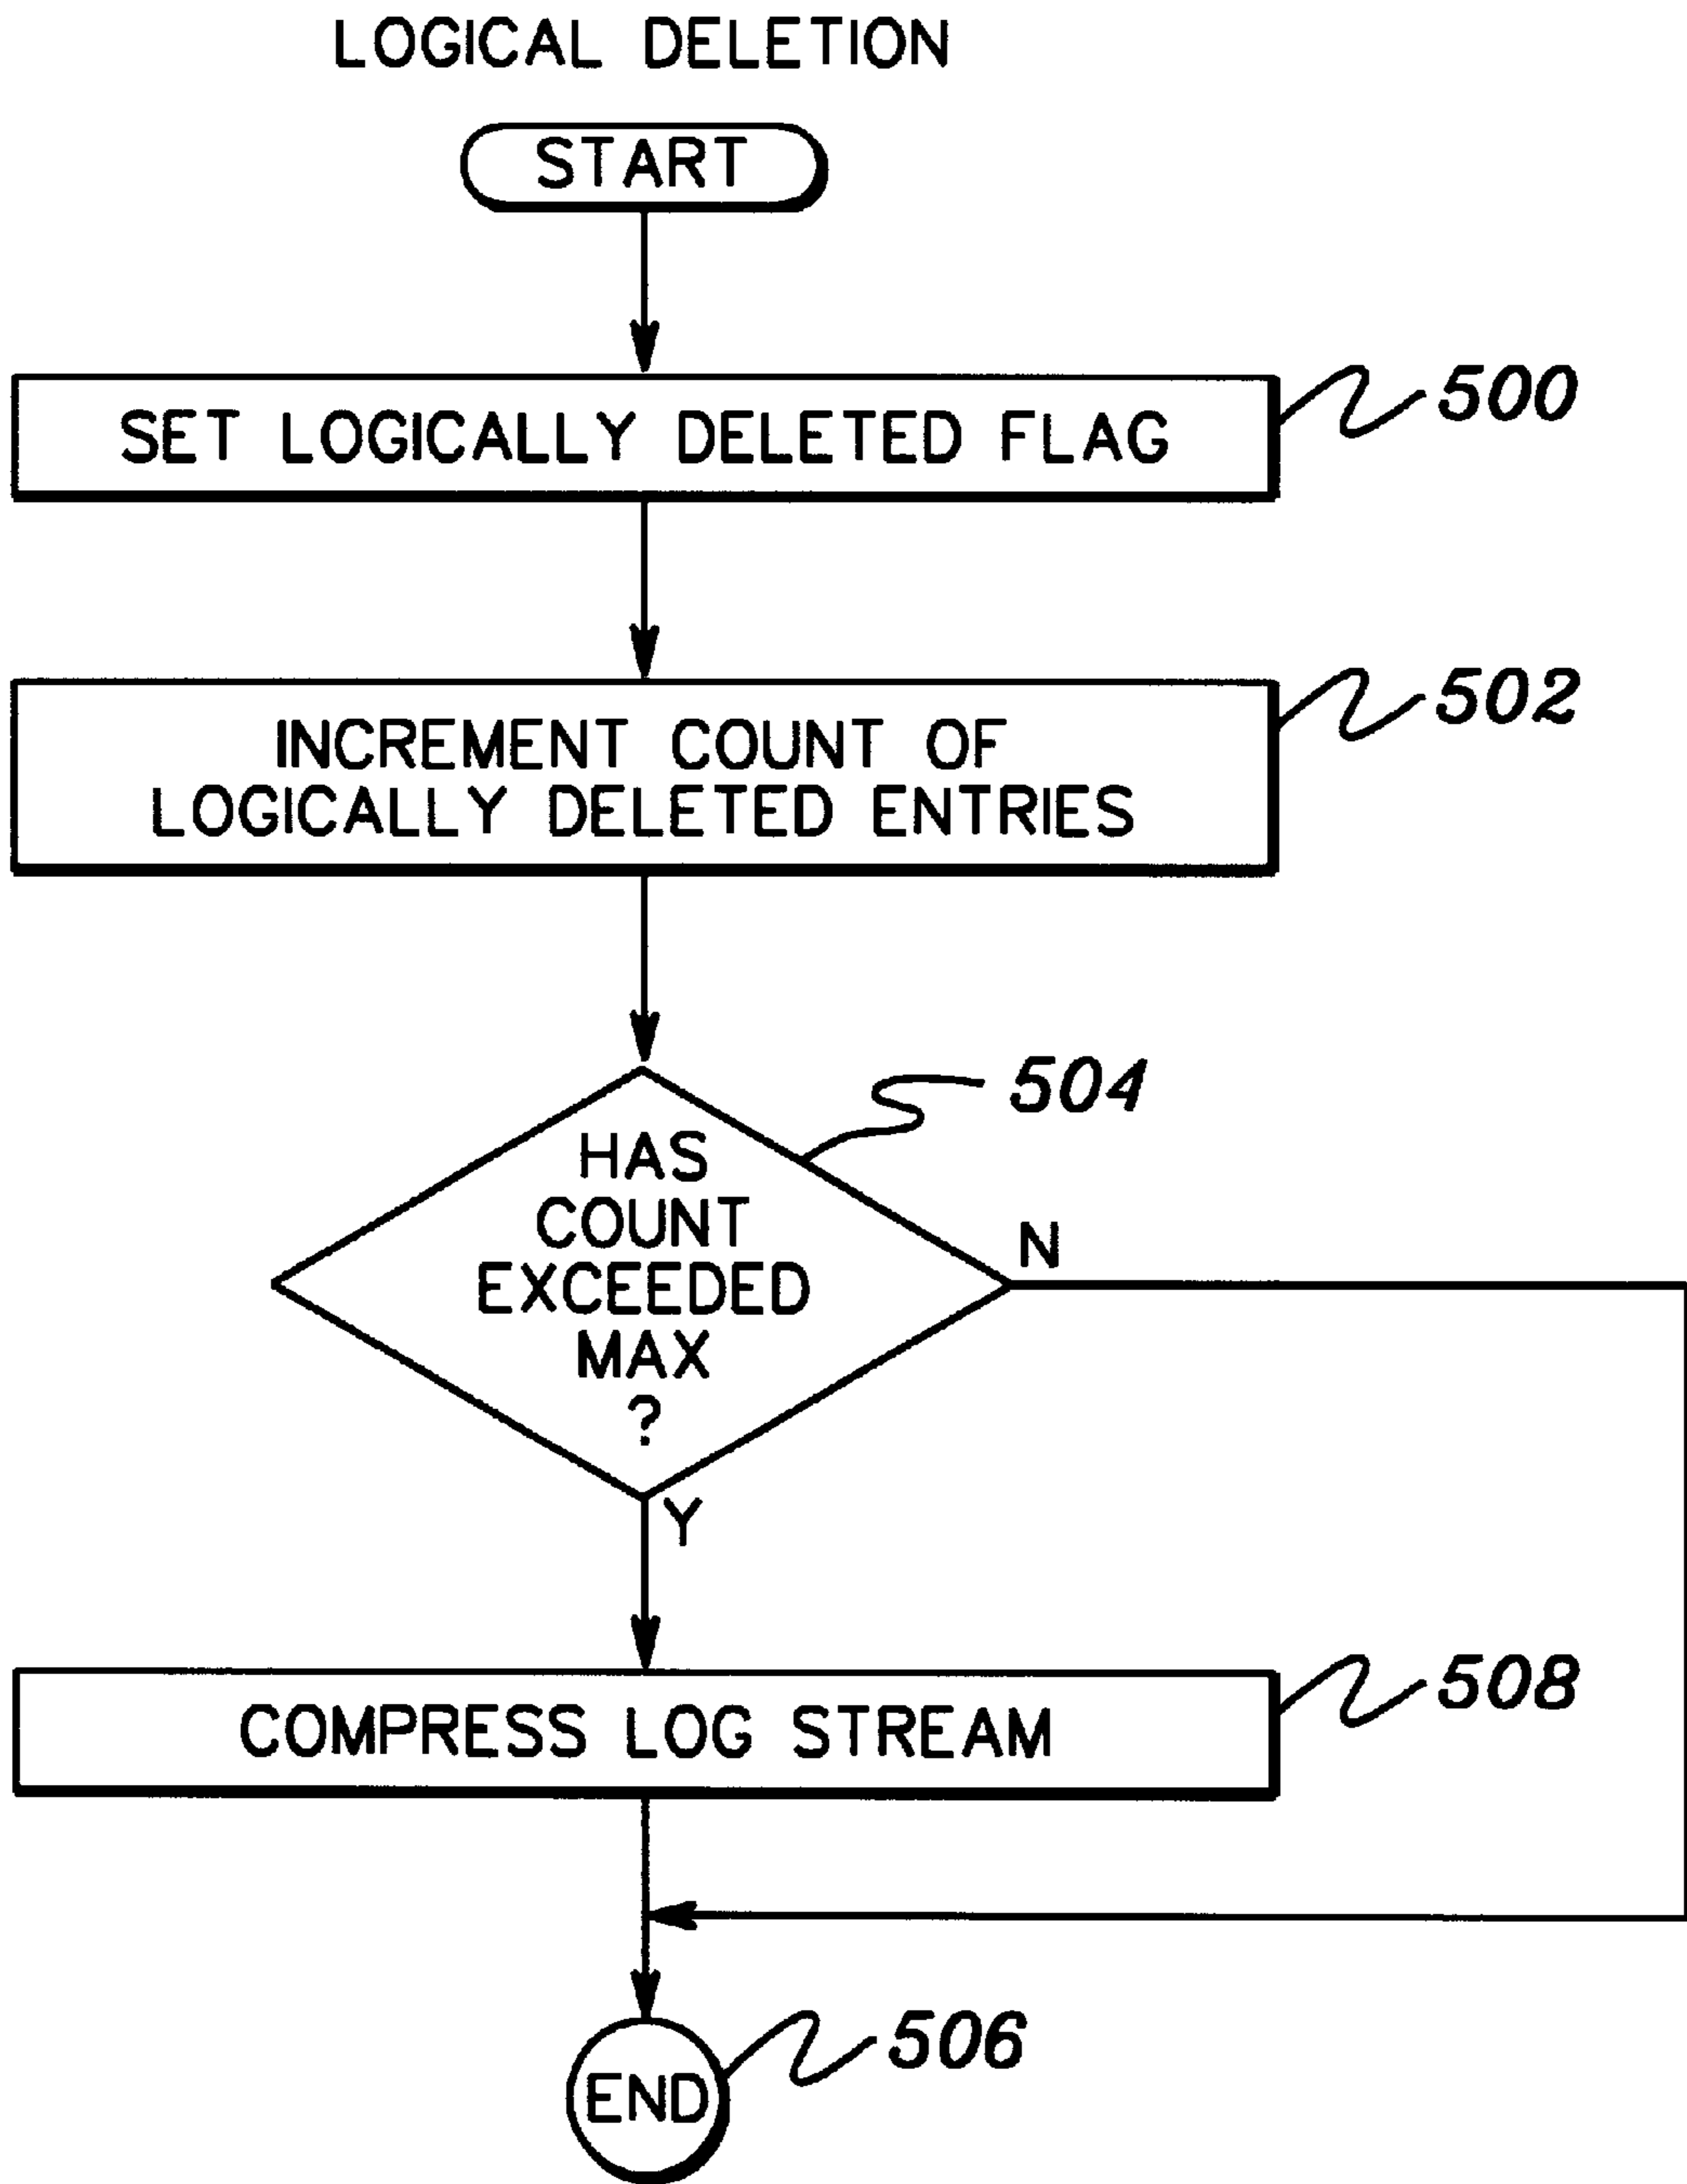 LOGICAL DELETION
START
SET LOGICALLY DELETED FLAG
500
INCREMENT COUNT OF
LOGICALLY DELETED ENTRIES
502
504
HAS
COUNT
EXCEEDED
MAX
?
N
Y
COMPRESS LOG STREAM
508
END
506